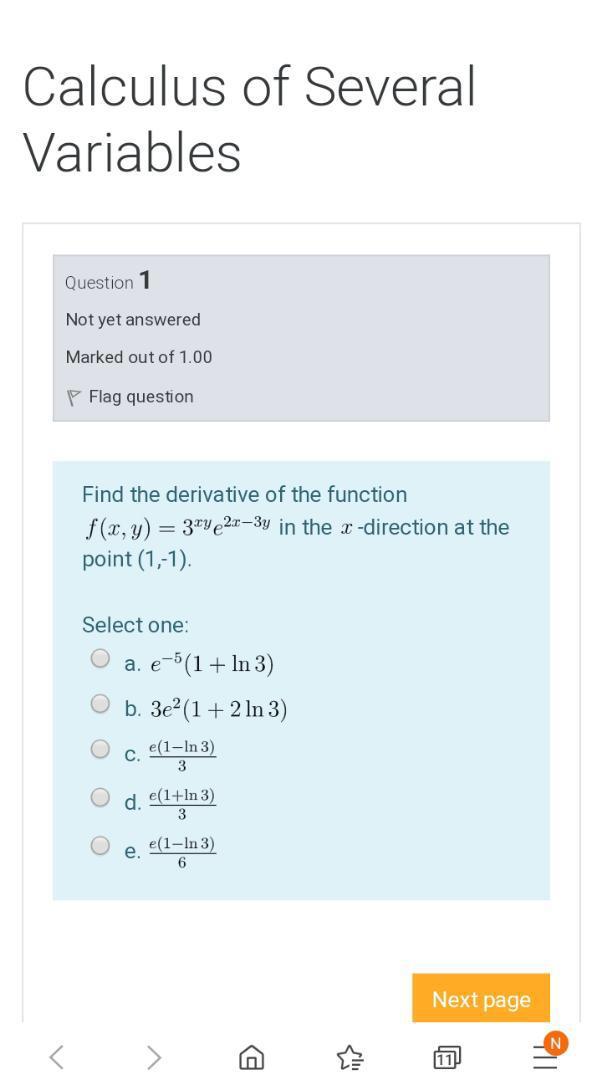 Calculus of Several
Variables
Question 1
Not yet answered
Marked out of 1.00
Flag question
Find the derivative of the function
f(x, y) = 3^{xy}e^{2x−3y} in the x -direction at the
point (1,-1).
Select one:
a. e^{−5}(1 + ln 3)
b. 3e^{2}(1 + 2 ln 3)
c. \frac{e(1−ln 3)}{3}
d. \frac{e(1+ln 3)}{3}
e. \frac{e(1−ln 3)}{6}
Next page
11
N